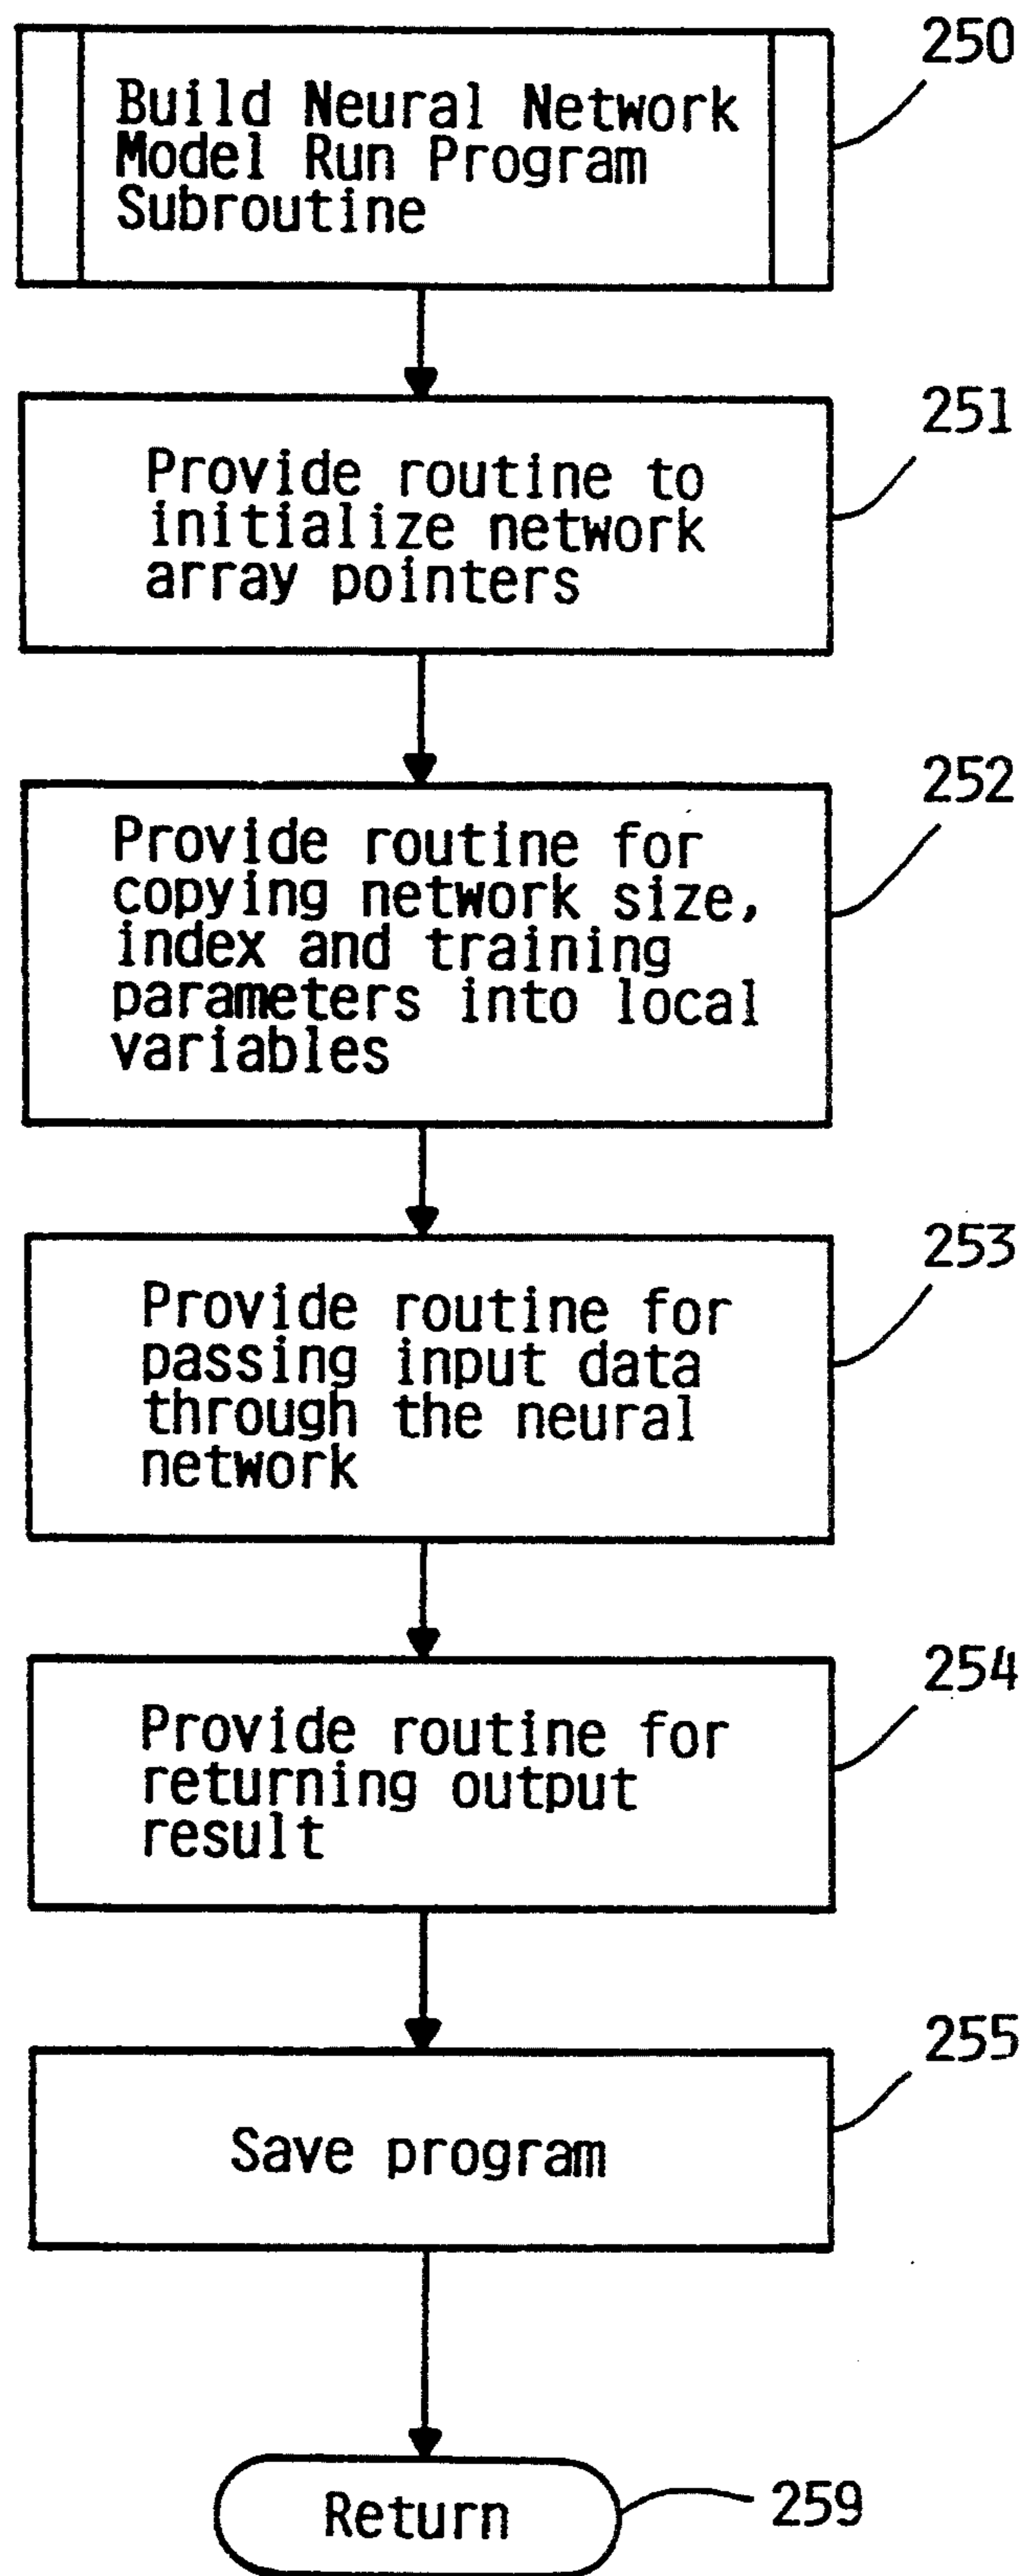 250
Build Neural Network
Model Run Program
Subroutine
251
Provide routine to
initialize network
array pointers
252
Provide routine for
copying network size,
index and training
parameters into local
variables
253
Provide routine for
passing input data
through the neural
network
254
Provide routine for
returning output
result
255
Save program
Return
259